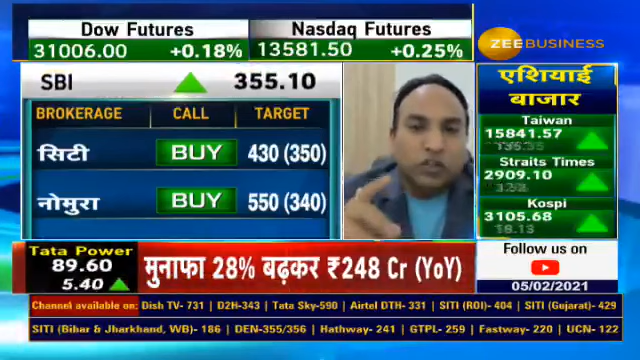 Dow Futures
31006.00 +0.18%
Nasdaq Futures
13581.50 +0.25%
ZEEBUSINESS
SBI 355.10
BROKERAGE CALL TARGET
सिटी BUY 430 (350)
नोमुरा BUY 550 (340)
एशियाई
बाजार
Taiwan
15841.57
Straits Times
2909.10
Kospi
3105.68
18.13
Tata Power
89.60
5.40
मुनाफा 28% बढ़कर ₹248 Cr (YoY)
Follow us on
05/02/2021
Channel available on: Dish TV- 731 | D2H-343 | Tata Sky-590 | Airtel DTH- 331 | SITI (ROI)- 404 | SITI (Gujarat)- 429
SITI (Bihar & Jharkhand, WB)- 186 | DEN-355/356 | Hathway- 241 | GTPL- 259 | Fastway- 220 | UCN- 122